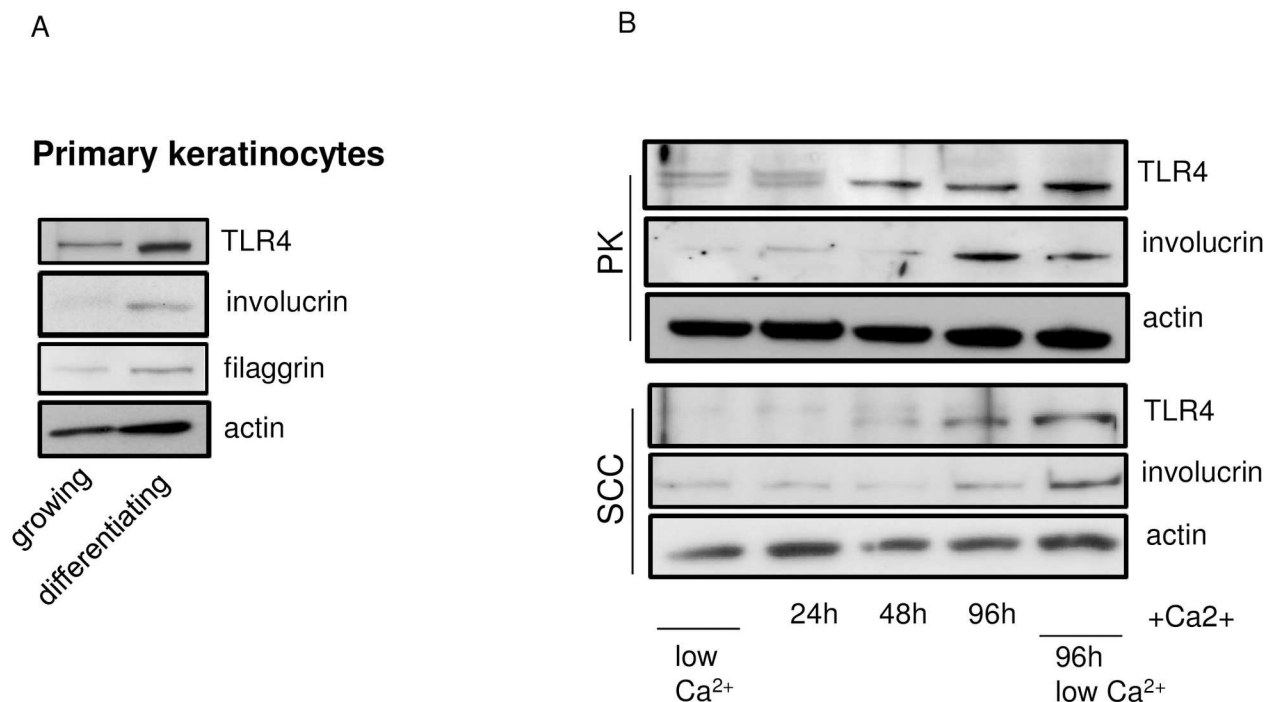 A
B
Primary keratinocytes
TLR4
involucrin
filaggrin
actin
growing
differentiating
PK
TLR4
involucrin
actin
SCC
TLR4
involucrin
actin
24h 48h 96h +Ca2+
low
Ca²⁺
96h
low Ca²⁺